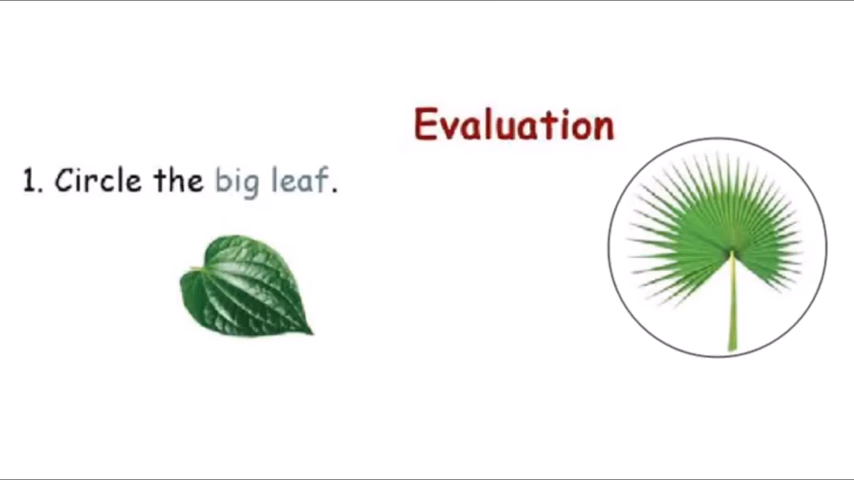 Evaluation
1. Circle the big leaf.